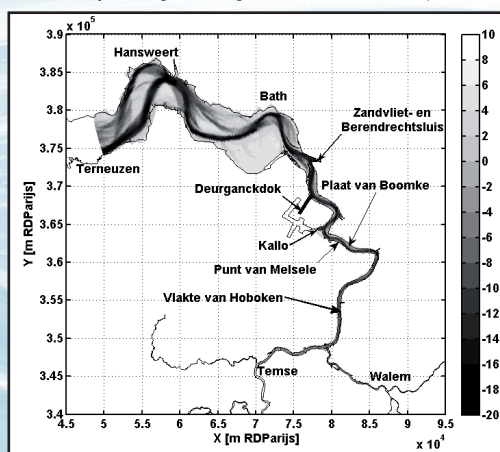 x 10⁵
3.9
3.85
3.8
3.75
3.7
3.65
3.6
3.55
3.5
3.45
3.4
Y [m RDParijs]
Hansweert
Bath
Zandvliet- en
Berendrechtsluis
Terneuzen
Plaat van Boomke
Deurganckdok
Kallo
Punt van Melsele
Vlakte van Hoboken
Temse
Walem
4.5 5 5.5 6 6.5 7 7.5 8 8.5 9 9.5
X [m RDParijs]
x 10⁴
10
8
6
4
2
0
-2
-4
-6
-8
-10
-12
-14
-16
-18
-20